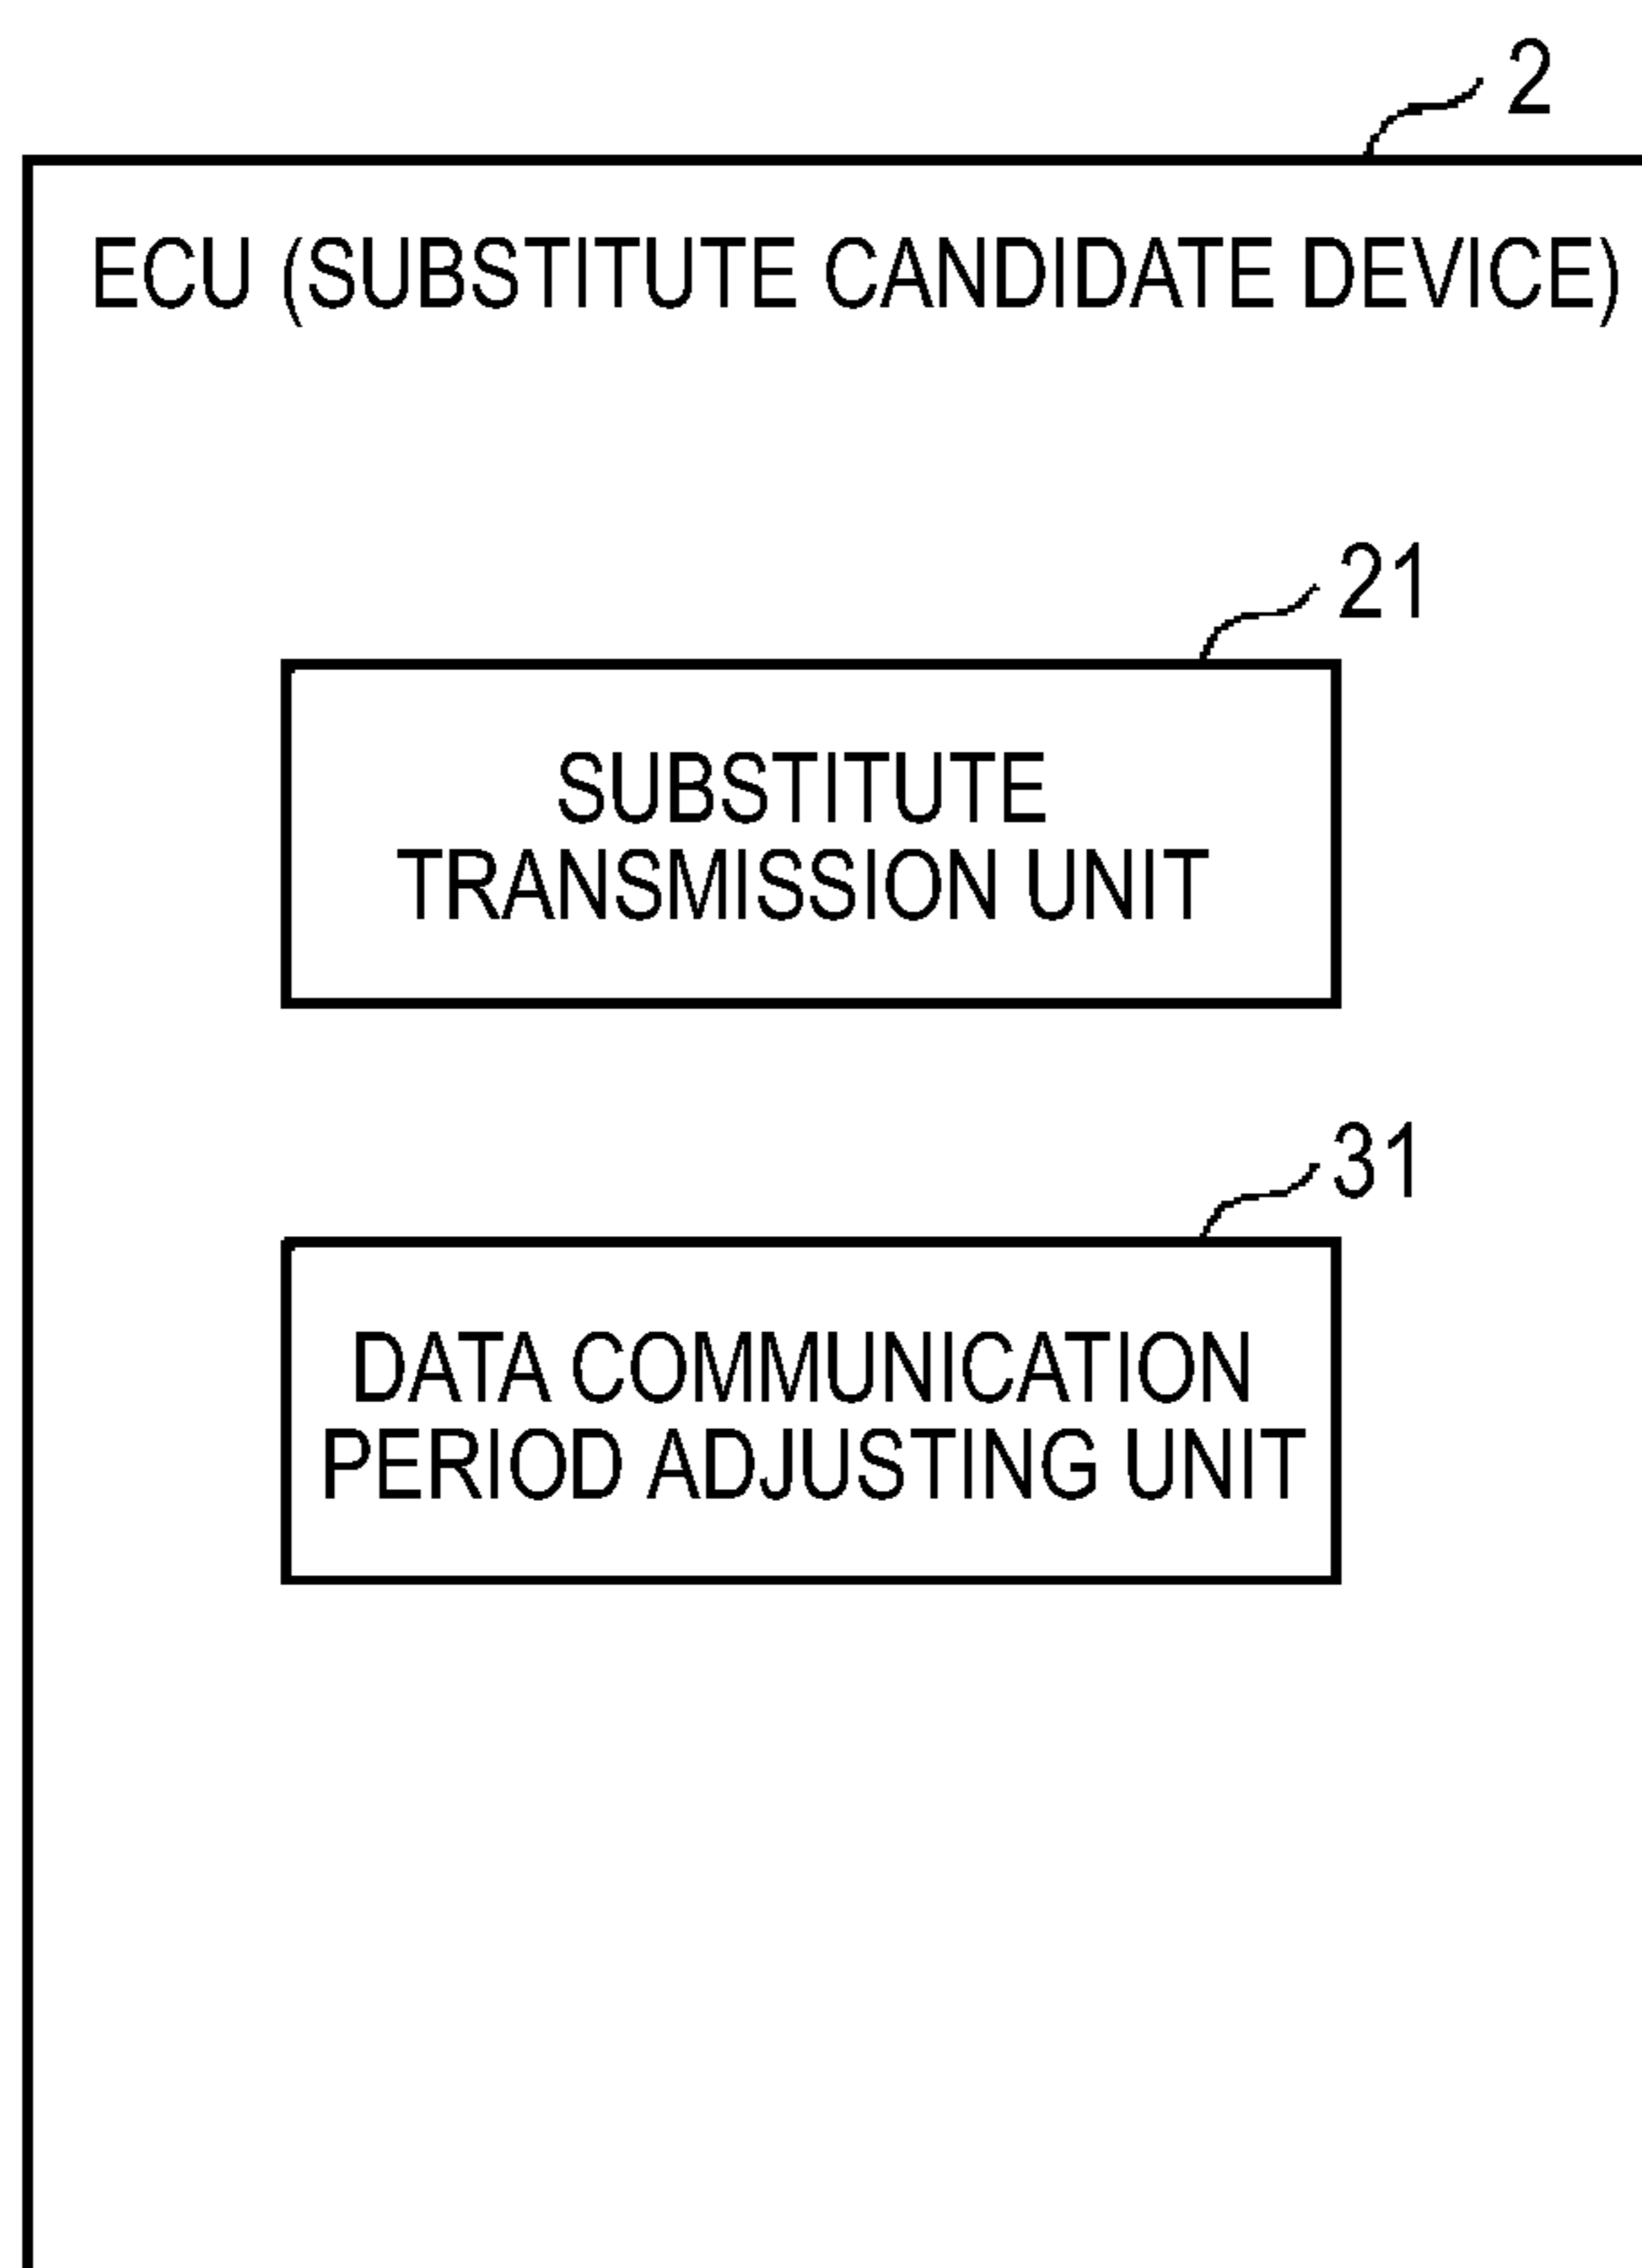 2
ECU (SUBSTITUTE CANDIDATE DEVICE)
21
SUBSTITUTE
TRANSMISSION UNIT
31
DATA COMMUNICATION
PERIOD ADJUSTING UNIT